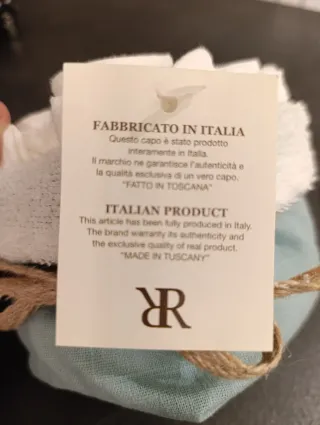 FABBRICATO IN ITALIA
Questo capo è stato prodotto
interamente in Italia.
Il marchio ne garantisce l'autenticità e
la qualità esclusiva di un vero capo.
"FATTO IN TOSCANA"
ITALIAN PRODUCT
This article has been fully produced in Italy.
The brand warranty its authenticity and
the exclusive quality of real product.
"MADE IN TUSCANY"
RR